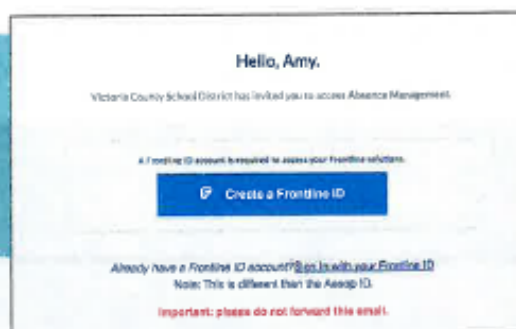 Hello, Amy.
Victoria County School District has invited you to access Absence Management.
A Frontline ID account is required to access your Frontline solutions.
Create a Frontline ID
Already have a Frontline ID account? Sign In with your Frontline ID
Note: This is different than the Aesop ID.
Important: please do not forward this email.